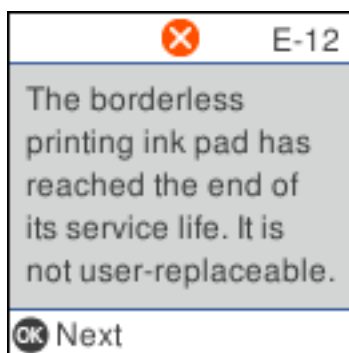 E-12
The borderless
printing ink pad has
reached the end of
its service life. It is
not user-replaceable.
OK Next